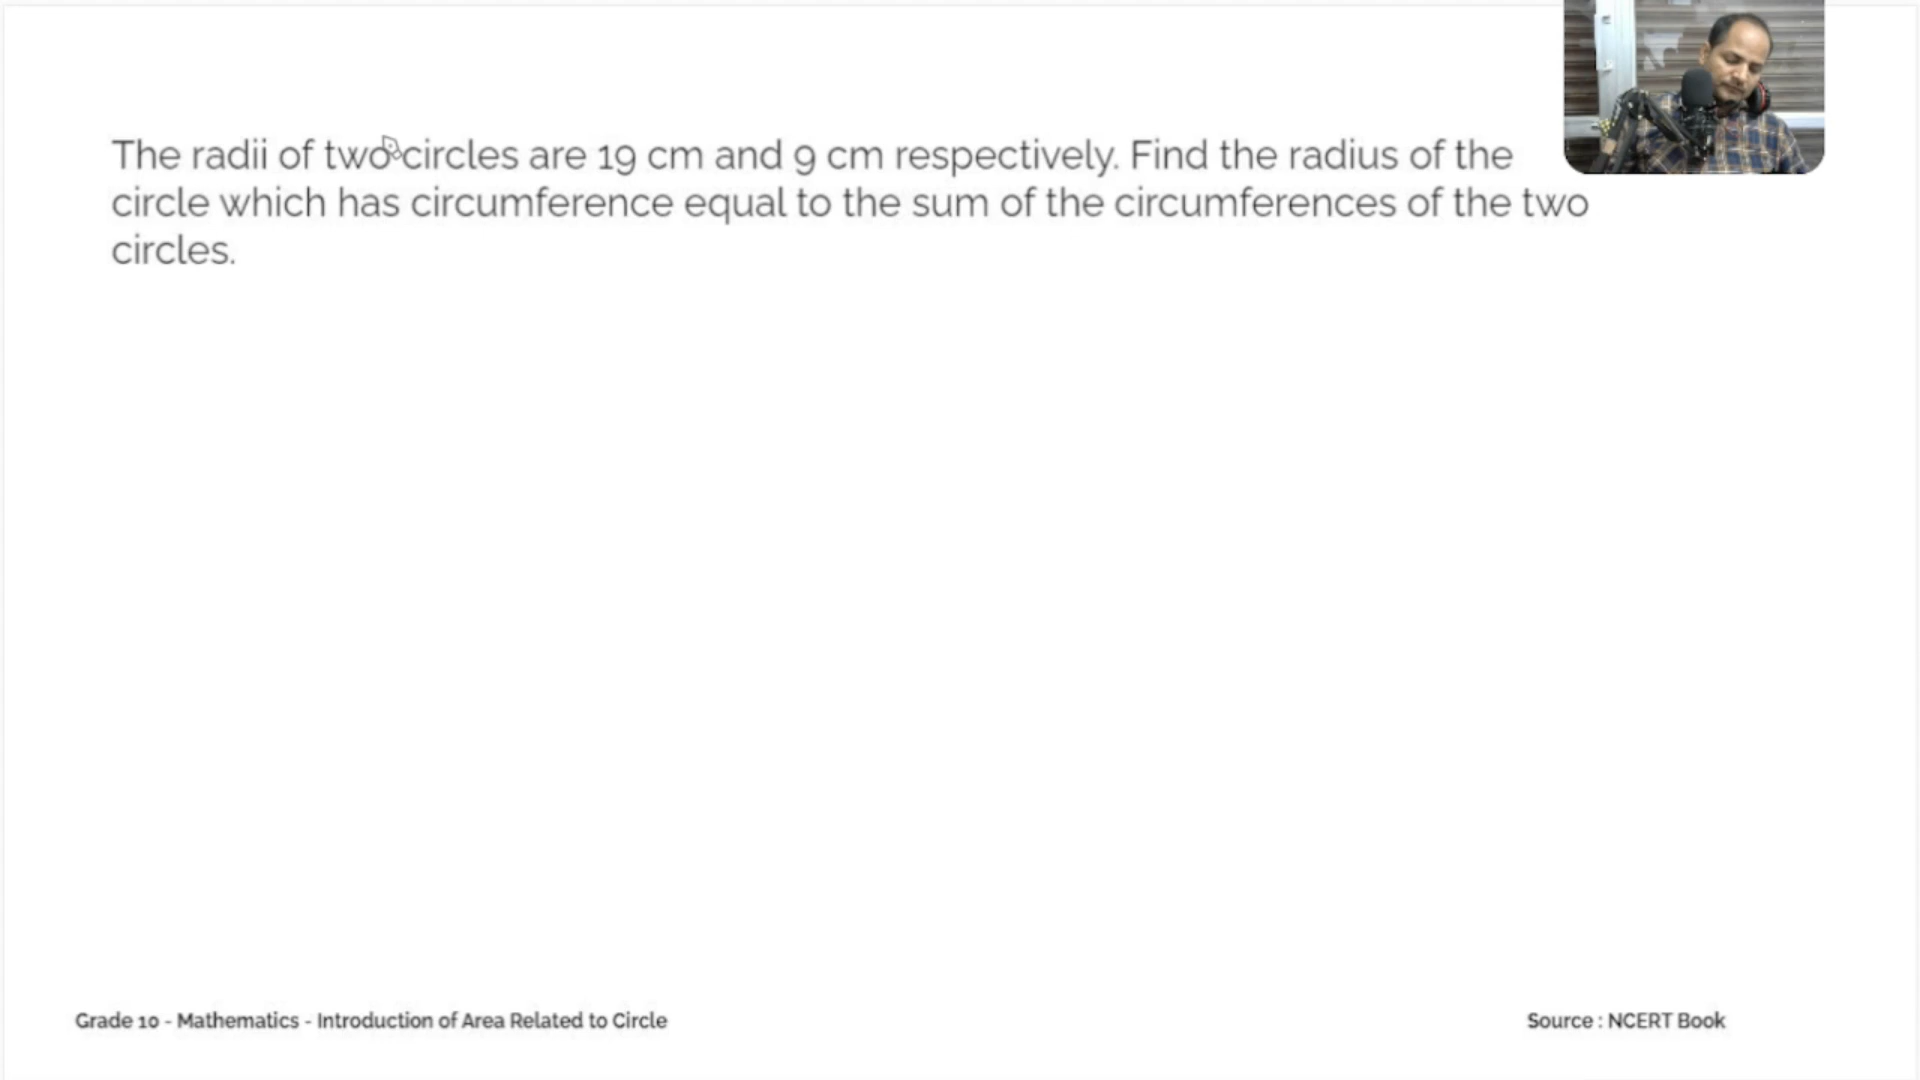 The radii of two circles are 19 cm and 9 cm respectively. Find the radius of the
circle which has circumference equal to the sum of the circumferences of the two
circles.
Grade 10 - Mathematics - Introduction of Area Related to Circle
Source : NCERT Book